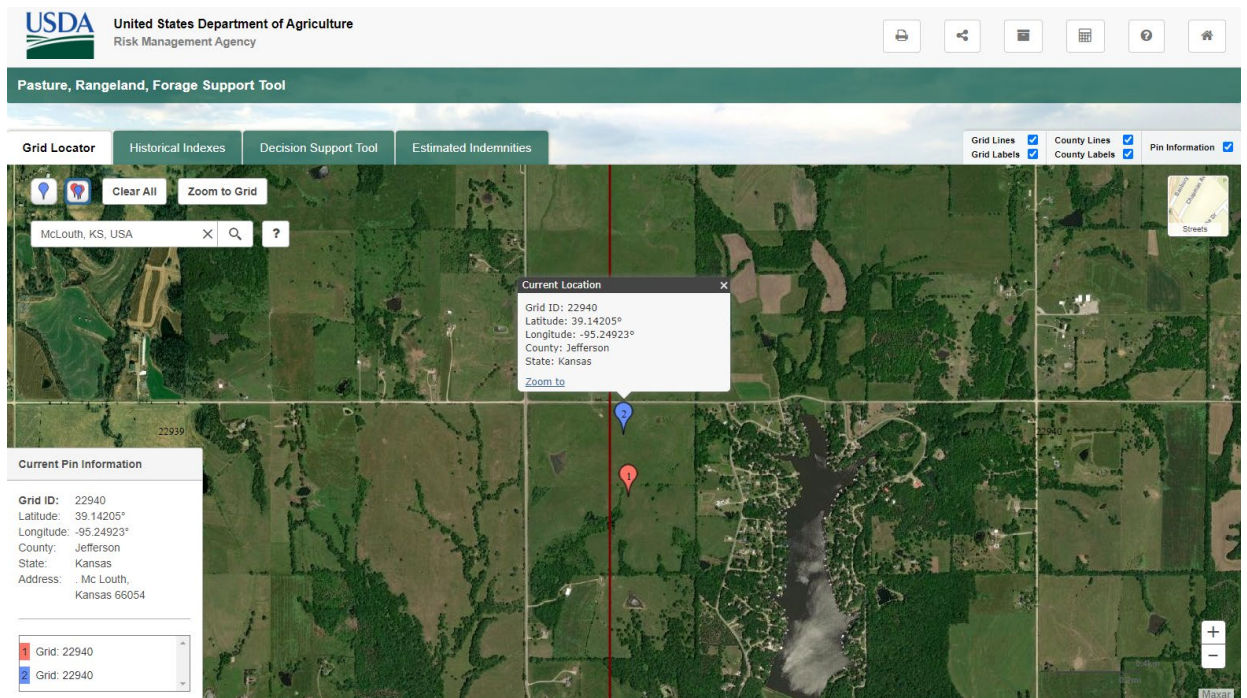 USDA
United States Department of Agriculture
Risk Management Agency
Pasture, Rangeland, Forage Support Tool
Grid Locator
Historical Indexes
Decision Support Tool
Estimated Indemnities
Grid Lines
Grid Labels
County Lines
County Labels
Pin Information
Clear All
Zoom to Grid
McLouth, KS, USA
?
Streets
Current Location
Grid ID: 22940
Latitude: 39.14205°
Longitude: -95.24923°
County: Jefferson
State: Kansas
Zoom to
2
1
22939
22940
Current Pin Information
Grid ID: 22940
Latitude: 39.14205°
Longitude: -95.24923°
County: Jefferson
State: Kansas
Address: . Mc Louth,
Kansas 66054
1 Grid: 22940
2 Grid: 22940
+
−
Maxar